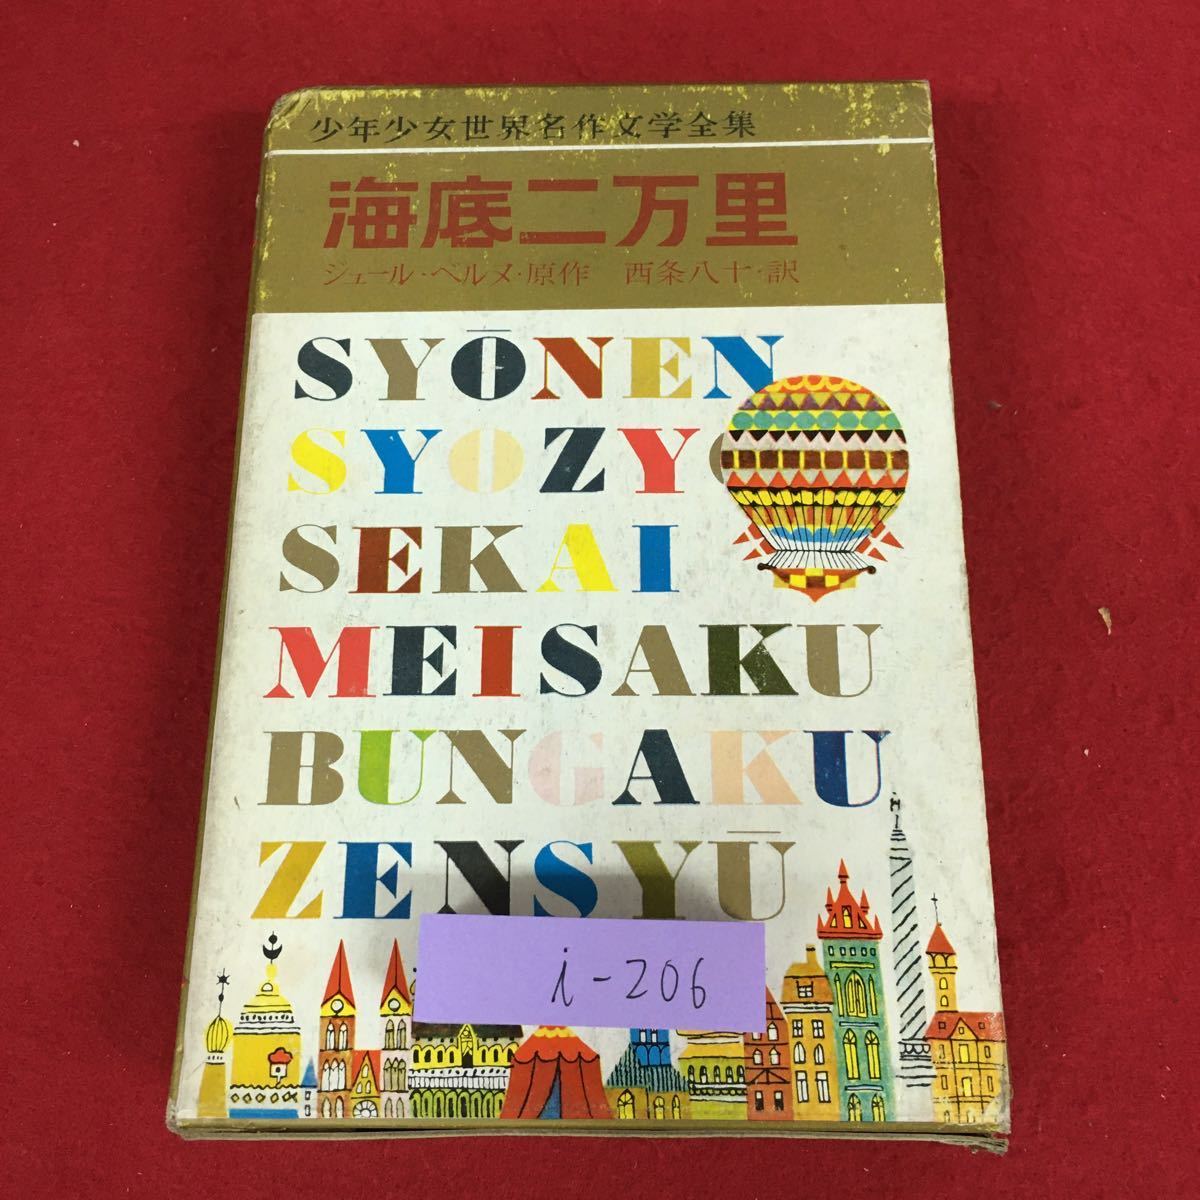 少年少女世界名作文学全集
海底二万里
ジュール・ベルヌ・原作 西条八十・訳
SYŌNEN
SYOZYO
SEKAI
MEISAKU
BUNGAKU
ZENSYŪ
i-206